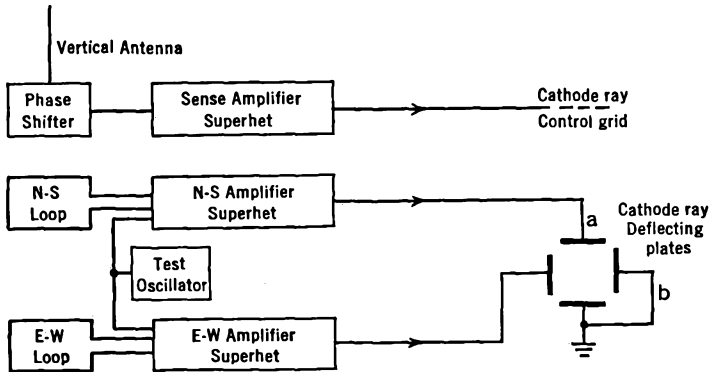 Vertical Antenna
Phase
Shifter
Sense Amplifier
Superhet
Cathode ray
Control grid
N-S
Loop
N-S Amplifier
Superhet
a
Cathode ray
Deflecting
plates
b
Test
Oscillator
E-W
Loop
E-W Amplifier
Superhet